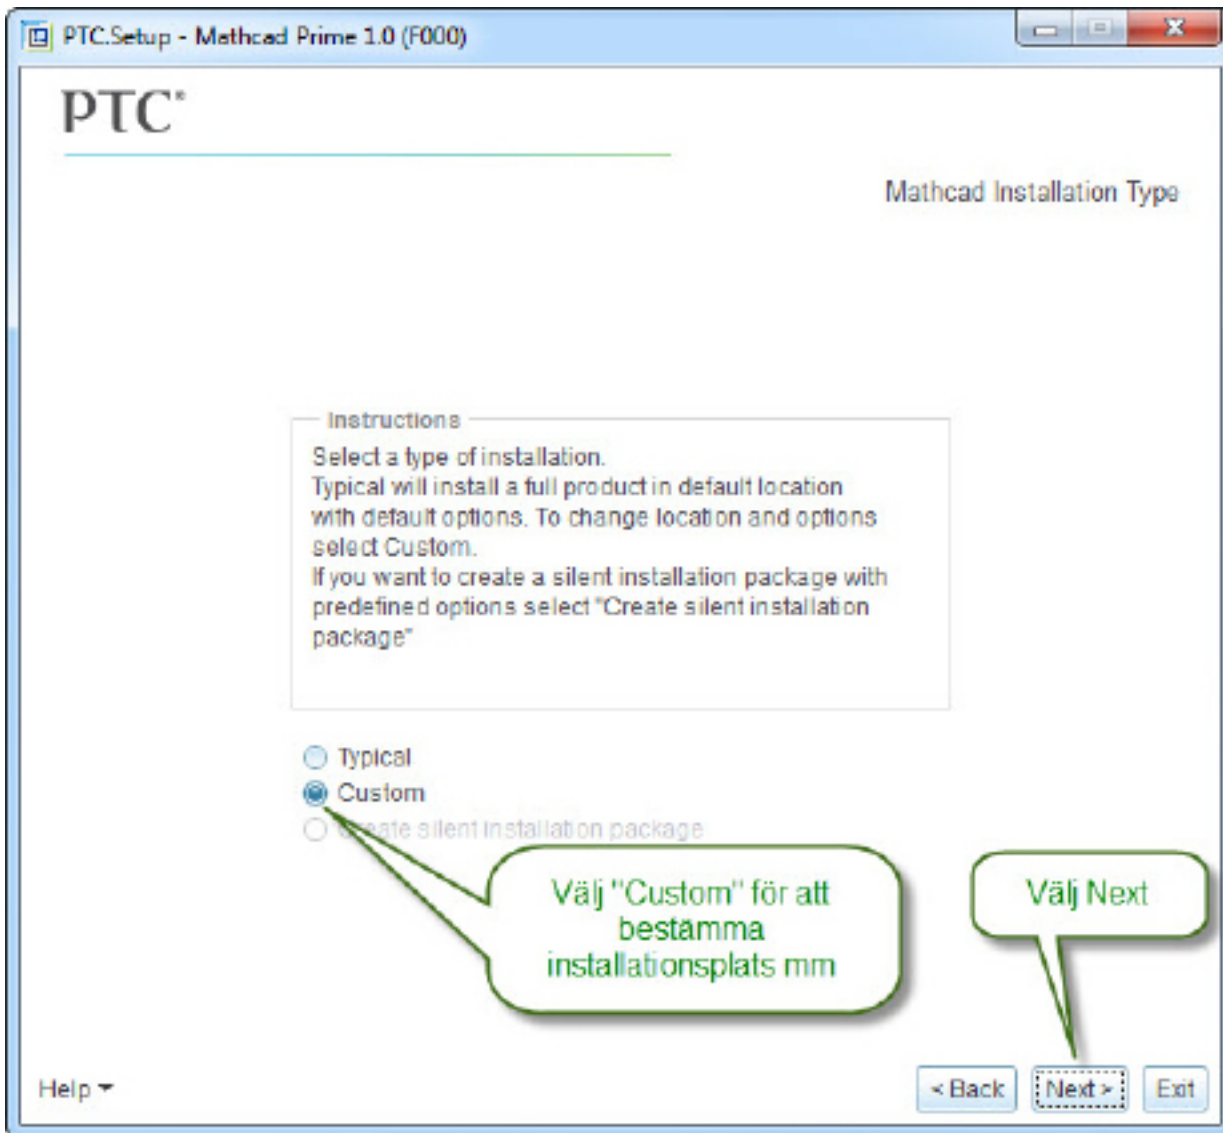 PTC.Setup - Mathcad Prime 1.0 (F000)
PTC®
Mathcad Installation Type
Instructions
Select a type of installation.
Typical will install a full product in default location
with default options. To change location and options
select Custom.
If you want to create a silent installation package with
predefined options select "Create silent installation
package"
Typical
Custom
Create silent installation package
Välj "Custom" för att
bestämma
installationsplats mm
Välj Next
Help
< Back
Next >
Exit